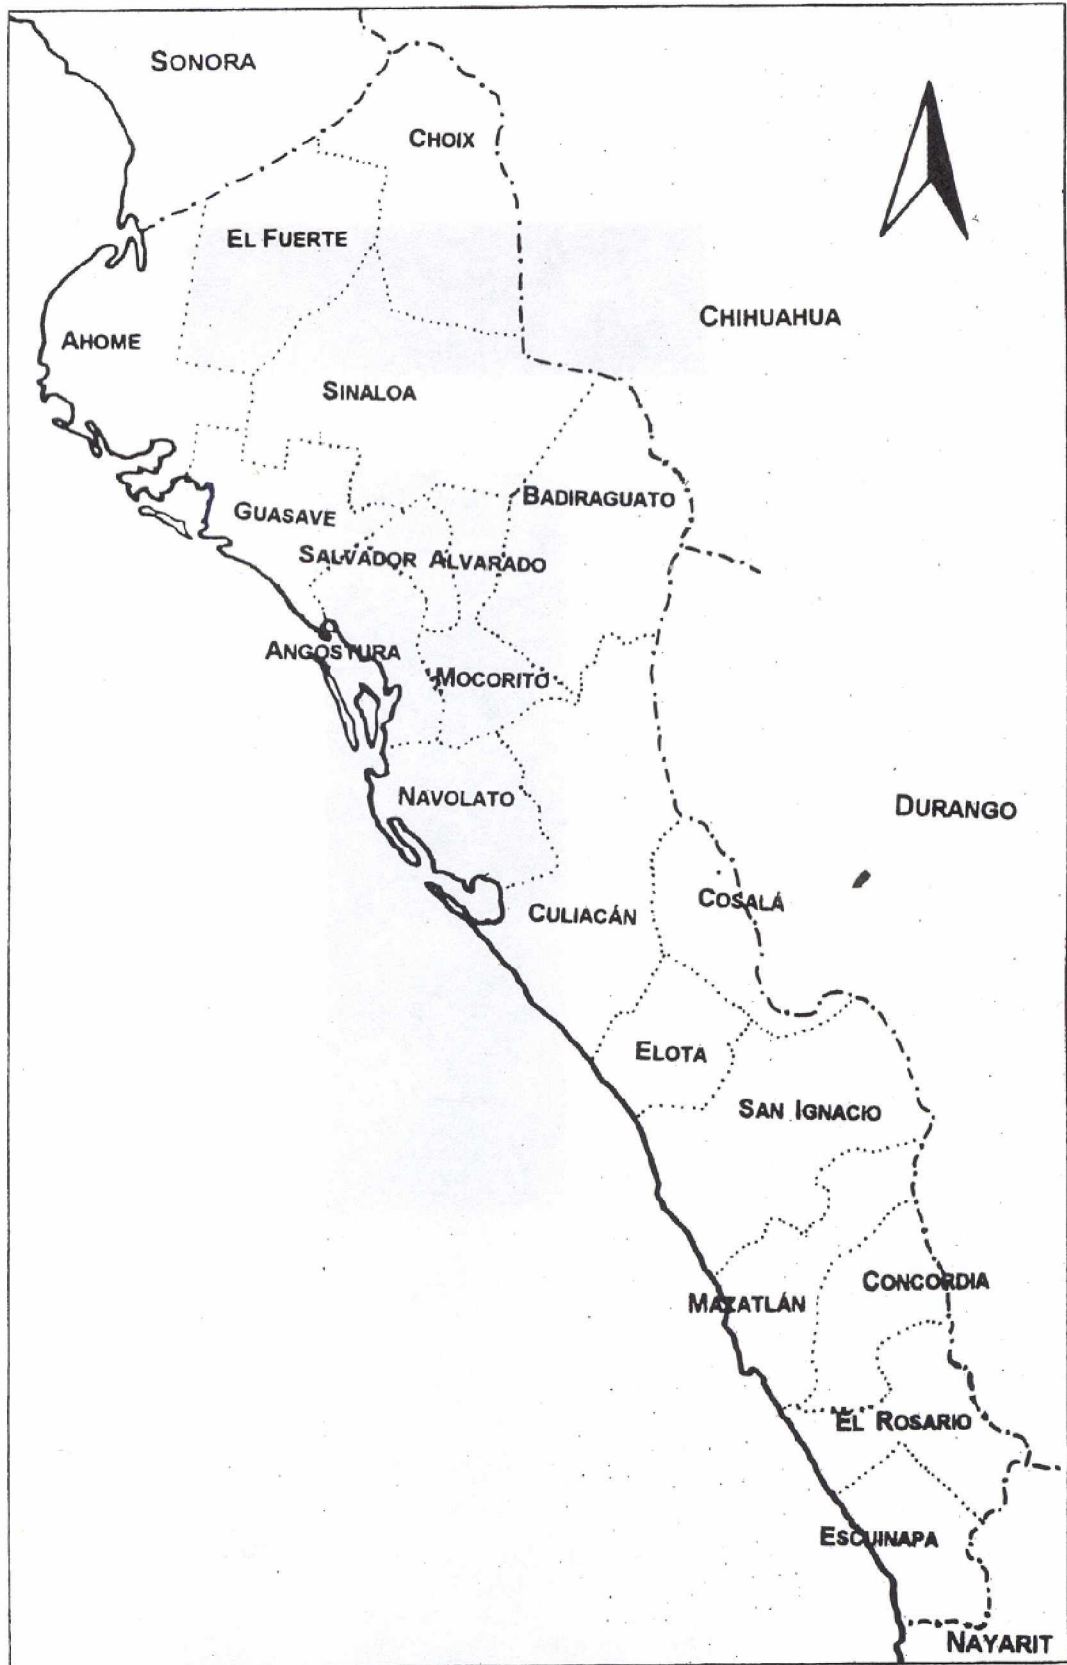 SONORA
CHOIX
EL FUERTE
CHIHUAHUA
AHOME
SINALOA
BADIRAGUATO
GUASAVE
SALVADOR ALVARADO
ANGOSTURA
MOCORITO
NAVOLATO
DURANGO
COSALÁ
CULIACÁN
ELOTA
SAN IGNACIO
CONCORDIA
MAZATLÁN
EL ROSARIO
ESCUINAPA
NAYARIT